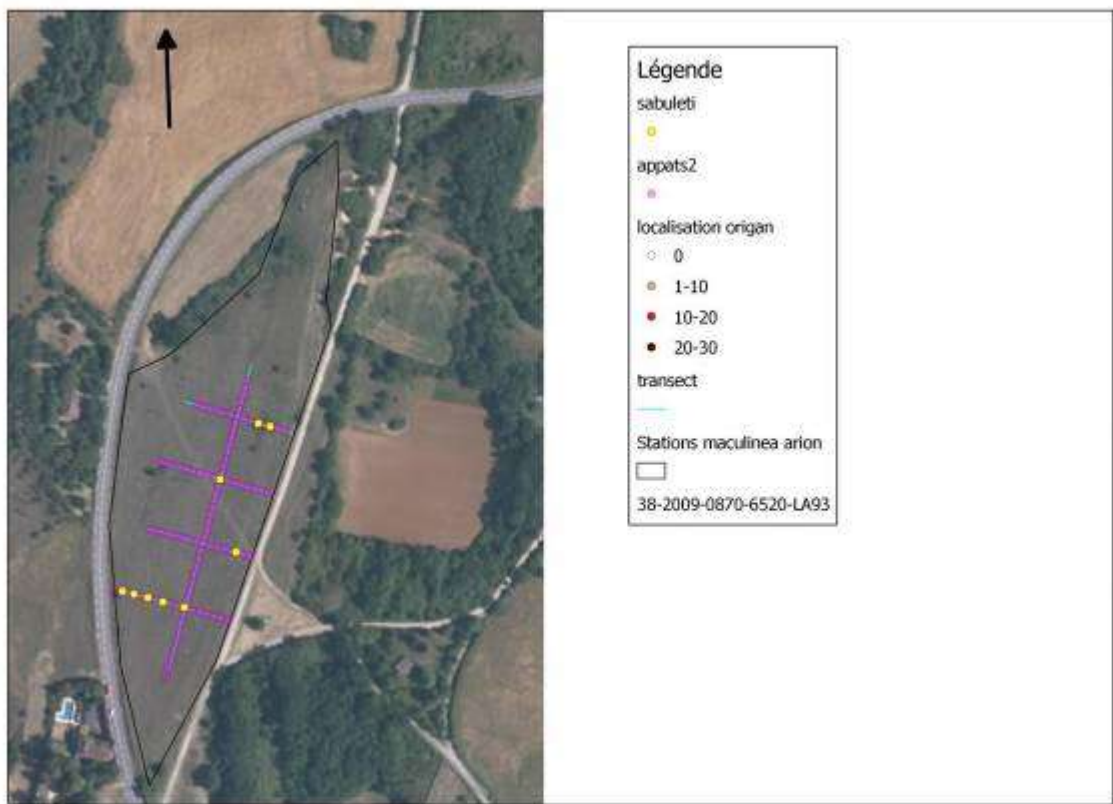 Légende
sabuleti
appats2
localisation origan
0
1-10
10-20
20-30
transect
Stations maculinea arion
38-2009-0870-6520-LA93